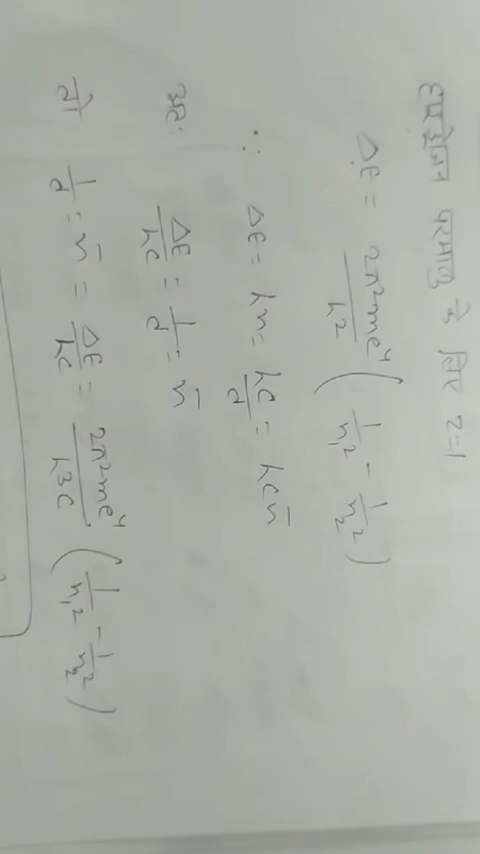 हाइड्रोजन परमाणु के लिए Z=1
ΔE = 2π²me⁴/h² (1/n₁² - 1/n₂²)
∵ ΔE = hν = hc/λ = hcν̄
अतः ΔE/hc = 1/λ = ν̄
तो 1/λ = ν̄ = ΔE/hc = 2π²me⁴/h³c (1/n₁² - 1/n₂²)